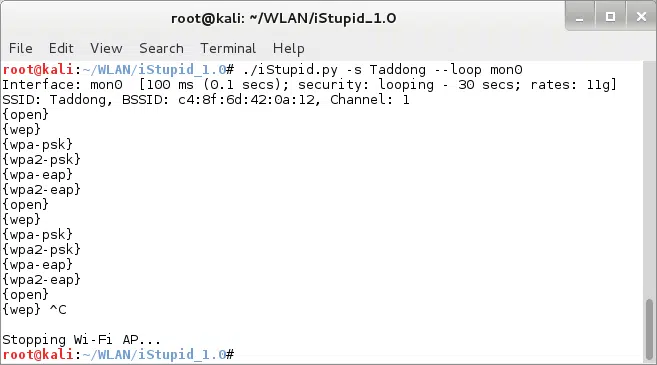 root@kali: ~/WLAN/iStupid_1.0
File Edit View Search Terminal Help
root@kali:~/WLAN/iStupid_1.0# ./iStupid.py -s Taddong --loop mon0
Interface: mon0  [100 ms (0.1 secs); security: looping - 30 secs; rates: 11g]
SSID: Taddong, BSSID: c4:8f:6d:42:0a:12, Channel: 1
{open}
{wep}
{wpa-psk}
{wpa2-psk}
{wpa-eap}
{wpa2-eap}
{open}
{wep}
{wpa-psk}
{wpa2-psk}
{wpa-eap}
{wpa2-eap}
{open}
{wep} ^C
Stopping Wi-Fi AP...
root@kali:~/WLAN/iStupid_1.0#